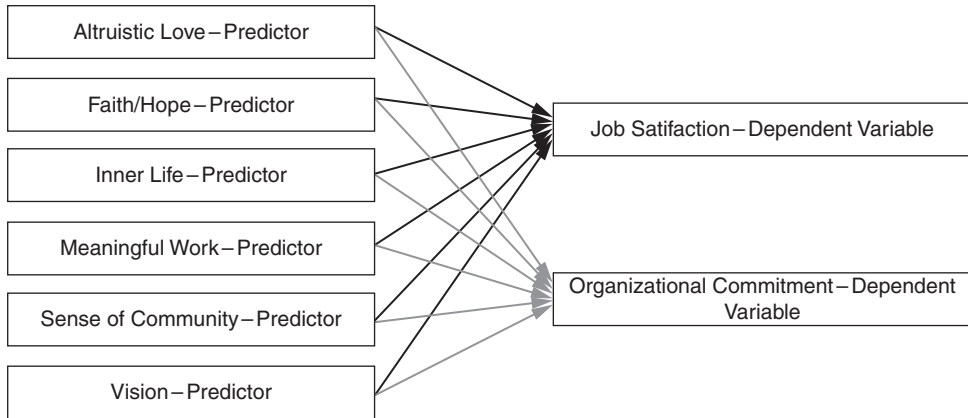 Altruistic Love–Predictor
Faith/Hope–Predictor
Inner Life–Predictor
Meaningful Work–Predictor
Sense of Community–Predictor
Vision–Predictor
Job Satifaction–Dependent Variable
Organizational Commitment–Dependent
Variable